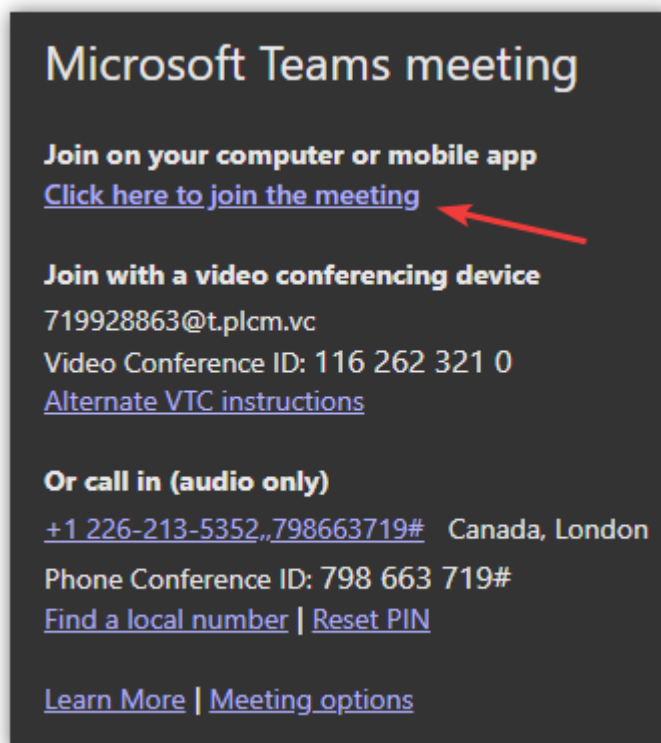 Microsoft Teams meeting
Join on your computer or mobile app
Click here to join the meeting
Join with a video conferencing device
719928863@t.plcm.vc
Video Conference ID: 116 262 321 0
Alternate VTC instructions
Or call in (audio only)
+1 226-213-5352,,798663719# Canada, London
Phone Conference ID: 798 663 719#
Find a local number | Reset PIN
Learn More | Meeting options